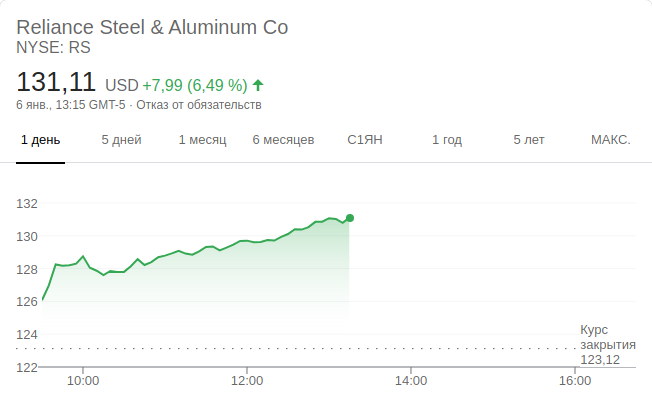 Reliance Steel & Aluminum Co
NYSE: RS
131,11 USD +7,99 (6,49 %)
6 янв., 13:15 GMT-5 · Отказ от обязательств
1 день 5 дней 1 месяц 6 месяцев С1ЯН 1 год 5 лет МАКС.
132
130
128
126
124
122
Курс
закрытия
123,12
10:00 12:00 14:00 16:00